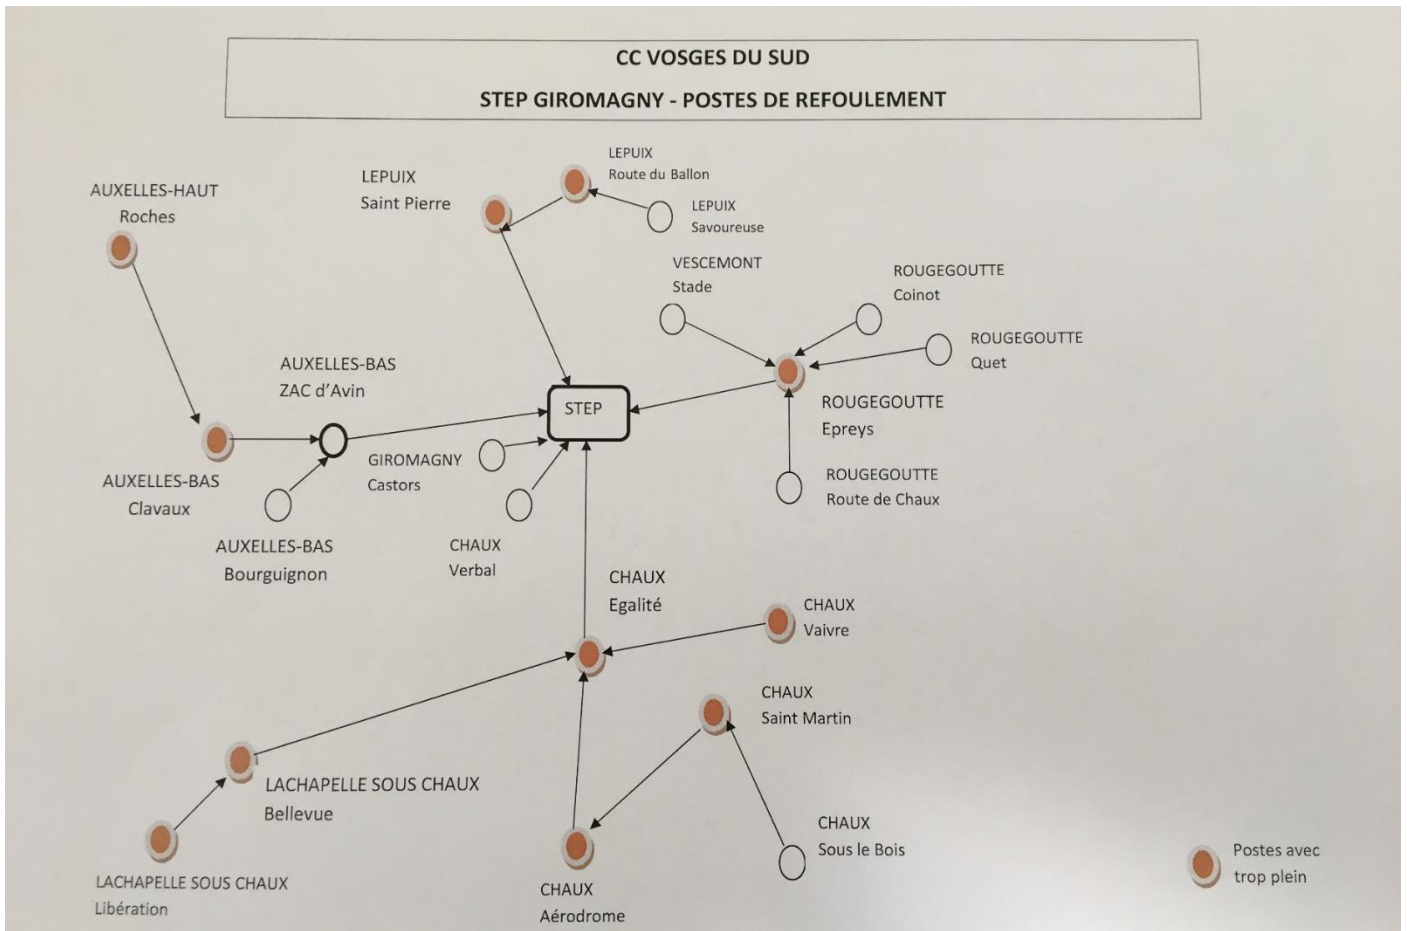 CC VOSGES DU SUD
STEP GIROMAGNY - POSTES DE REFOULEMENT
LEPUIX
Route du Ballon
LEPUIX
Saint Pierre
AUXELLES-HAUT
Roches
LEPUIX
Savoureuse
VESCEMONT
Stade
ROUGEGOUTTE
Coinot
ROUGEGOUTTE
Quet
AUXELLES-BAS
ZAC d'Avin
STEP
ROUGEGOUTTE
Epreys
GIROMAGNY
Castors
AUXELLES-BAS
Clavaux
ROUGEGOUTTE
Route de Chaux
AUXELLES-BAS
Bourguignon
CHAUX
Verbal
CHAUX
Egalité
CHAUX
Vaivre
CHAUX
Saint Martin
LACHAPELLE SOUS CHAUX
Bellevue
CHAUX
Sous le Bois
LACHAPELLE SOUS CHAUX
Libération
CHAUX
Aérodrome
Postes avec
trop plein